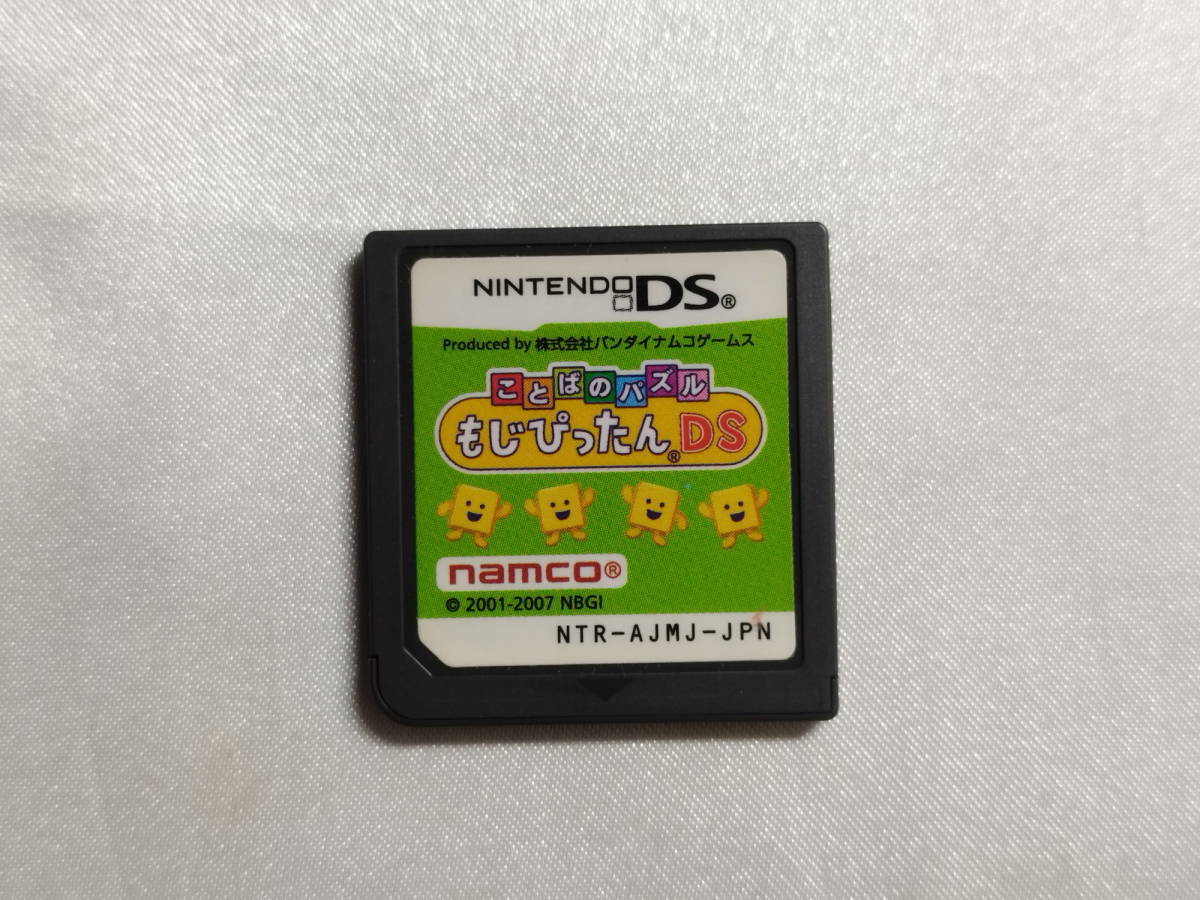 NINTENDO DS®
Produced by 株式会社バンダイナムコゲームス
ことばのパズル
もじぴったん®DS
namco®
© 2001-2007 NBGI
NTR-AJMJ-JPN